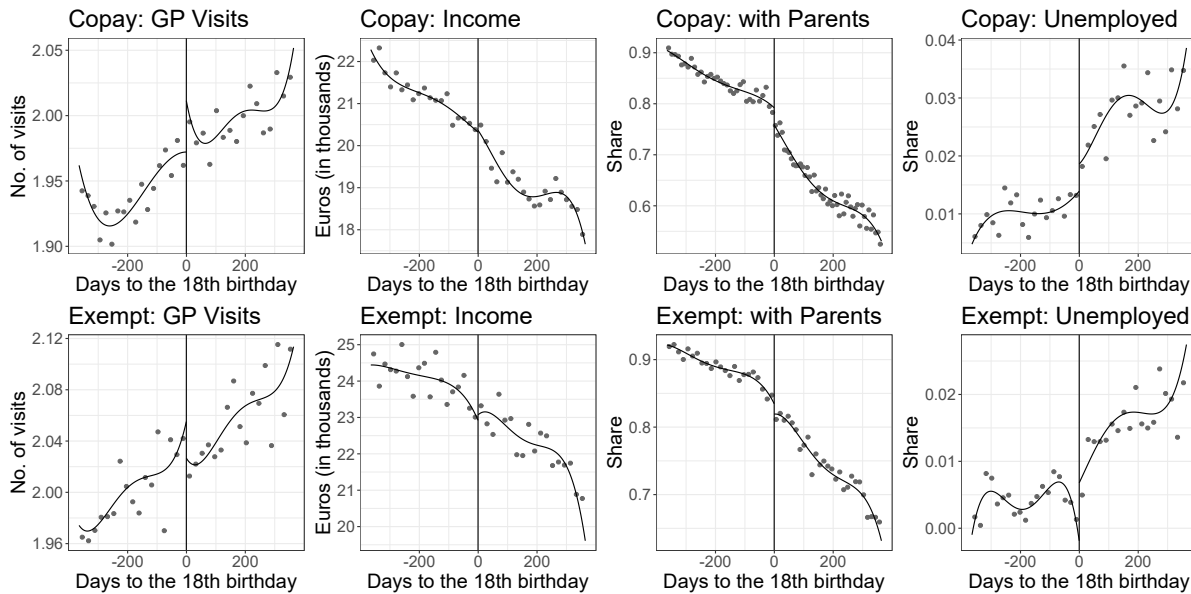 Copay: GP Visits
Copay: Income
Copay: with Parents
Copay: Unemployed
No. of visits
2.05
2.00
1.95
1.90
-200 0 200
Days to the 18th birthday
Euros (in thousands)
22
21
20
19
18
-200 0 200
Days to the 18th birthday
Share
0.9
0.8
0.7
0.6
-200 0 200
Days to the 18th birthday
Share
0.04
0.03
0.02
0.01
-200 0 200
Days to the 18th birthday
Exempt: GP Visits
Exempt: Income
Exempt: with Parents
Exempt: Unemployed
No. of visits
2.12
2.08
2.04
2.00
1.96
-200 0 200
Days to the 18th birthday
Euros (in thousands)
25
24
23
22
21
20
-200 0 200
Days to the 18th birthday
Share
0.9
0.8
0.7
-200 0 200
Days to the 18th birthday
Share
0.02
0.01
0.00
-200 0 200
Days to the 18th birthday